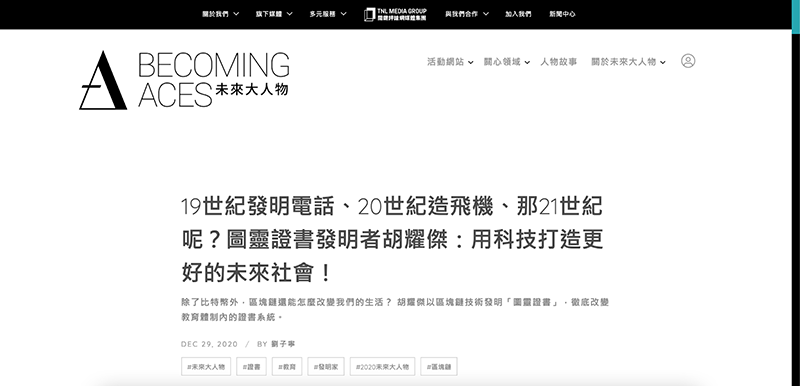 關於我們 旗下媒體 多元服務 TNL MEDIA GROUP 與我們合作 加入我們 新聞中心
關鍵評論網媒體集團
BECOMING
ACES 未來大人物
活動網站 關心領域 人物故事 關於未來大人物
19世紀發明電話、20世紀造飛機、那21世紀
呢？圖靈證書發明者胡耀傑：用科技打造更
好的未來社會！
除了比特幣外，區塊鏈還能怎麼改變我們的生活？ 胡耀傑以區塊鏈技術發明「圖靈證書」，徹底改變
教育體制內的證書系統。
DEC 29, 2020 / BY 劉子寧
#未來大人物 #證書 #教育 #發明家 #2020未來大人物 #區塊鏈